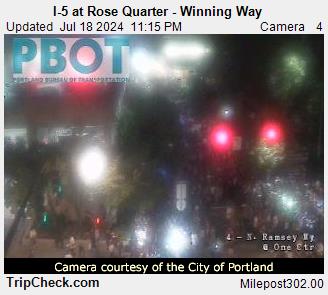 I-5 at Rose Quarter - Winning Way
Updated Jul 18 2024 11:15 PM Camera 4
PBOT
PORTLAND BUREAU OF TRANSPORTATION
4 - N. Ramsey Wy
@ One Ctr
Camera courtesy of the City of Portland
TripCheck.com Milepost302.00